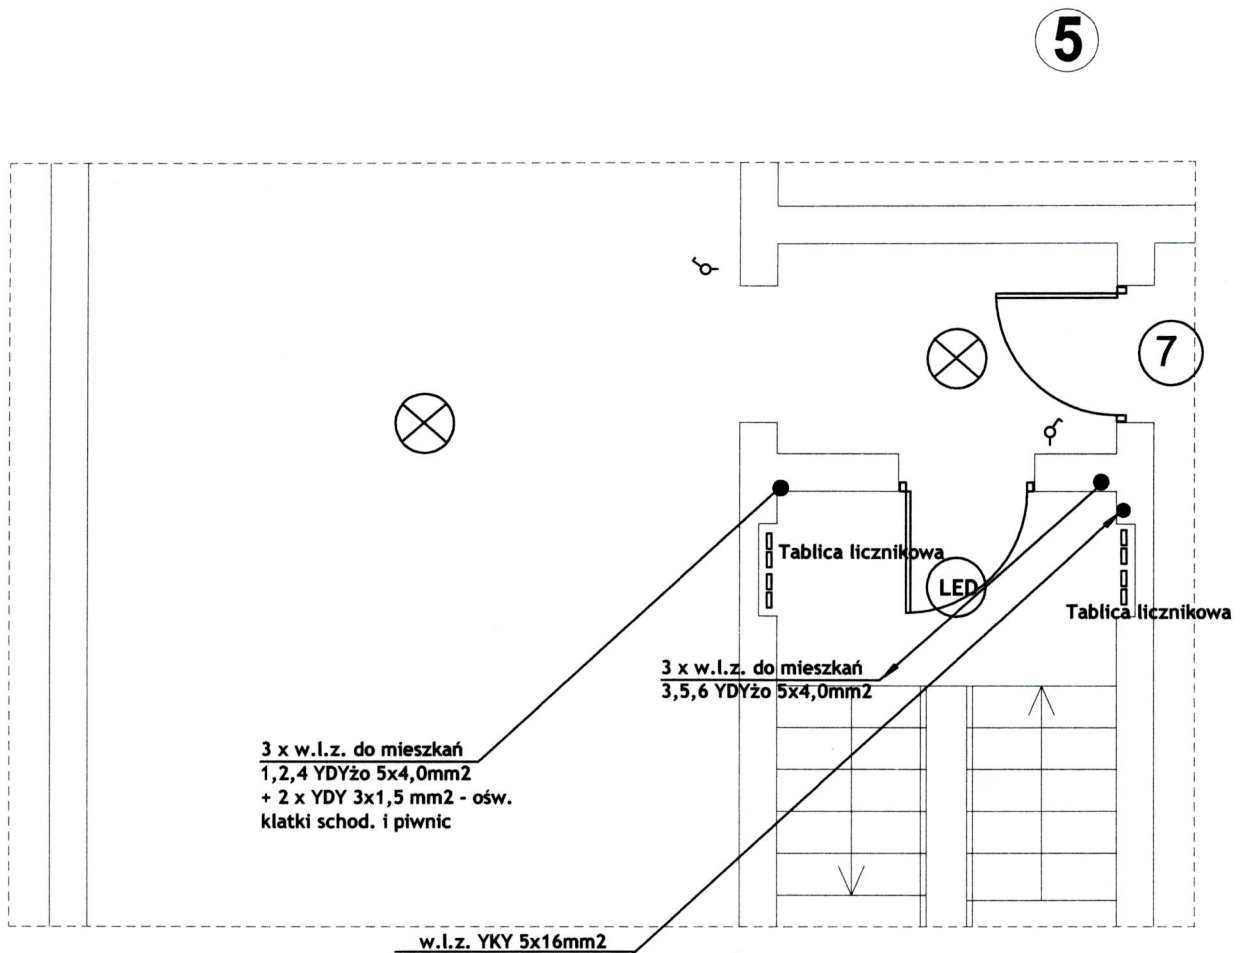 5
7
Tablica licznikowa
LED
Tablica licznikowa
3 x w.l.z. do mieszkań
3,5,6 YDYżo 5x4,0mm2
3 x w.l.z. do mieszkań
1,2,4 YDYżo 5x4,0mm2
+ 2 x YDY 3x1,5 mm2 - ośw.
klatki schod. i piwnic
w.l.z. YKY 5x16mm2